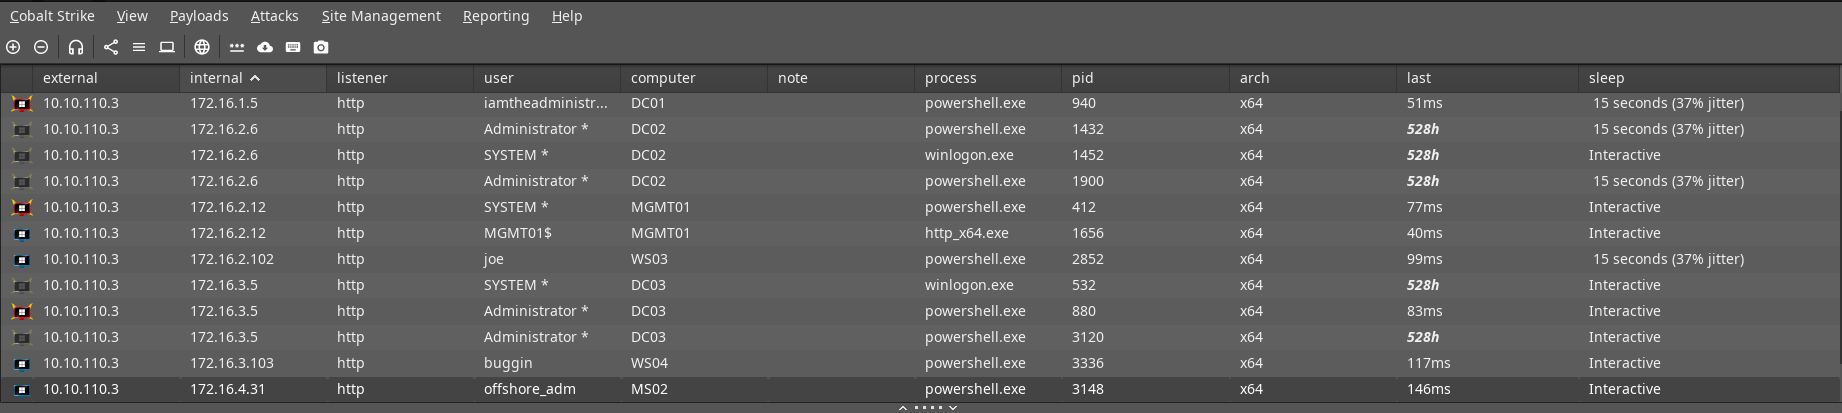 Cobalt Strike View Payloads Attacks Site Management Reporting Help
external internal listener user computer note process pid arch last sleep
10.10.110.3 172.16.1.5 http iamtheadministr... DC01 powershell.exe 940 x64 51ms 15 seconds (37% jitter)
10.10.110.3 172.16.2.6 http Administrator * DC02 powershell.exe 1432 x64 528h 15 seconds (37% jitter)
10.10.110.3 172.16.2.6 http SYSTEM * DC02 winlogon.exe 1452 x64 528h Interactive
10.10.110.3 172.16.2.6 http Administrator * DC02 powershell.exe 1900 x64 528h 15 seconds (37% jitter)
10.10.110.3 172.16.2.12 http SYSTEM * MGMT01 powershell.exe 412 x64 77ms Interactive
10.10.110.3 172.16.2.12 http MGMT01$ MGMT01 http_x64.exe 1656 x64 40ms Interactive
10.10.110.3 172.16.2.102 http joe WS03 powershell.exe 2852 x64 99ms 15 seconds (37% jitter)
10.10.110.3 172.16.3.5 http SYSTEM * DC03 winlogon.exe 532 x64 528h Interactive
10.10.110.3 172.16.3.5 http Administrator * DC03 powershell.exe 880 x64 83ms Interactive
10.10.110.3 172.16.3.5 http Administrator * DC03 powershell.exe 3120 x64 528h Interactive
10.10.110.3 172.16.3.103 http buggin WS04 powershell.exe 3336 x64 117ms Interactive
10.10.110.3 172.16.4.31 http offshore_adm MS02 powershell.exe 3148 x64 146ms Interactive